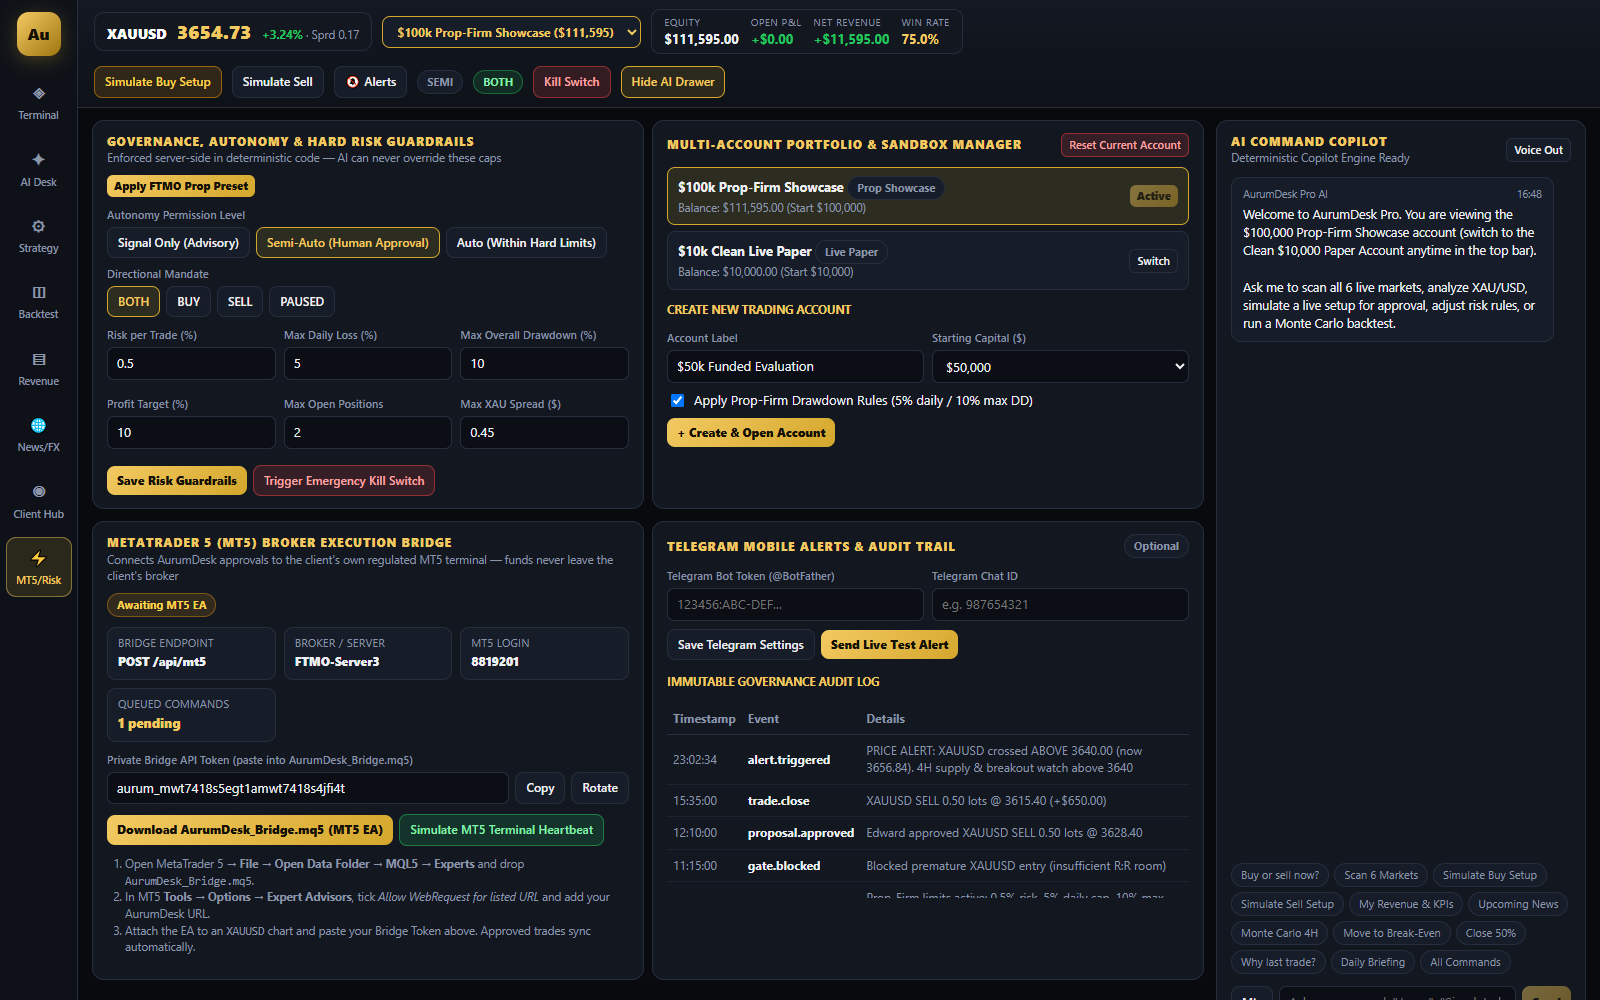 Au
XAUUSD 3654.73 +3.24% · Sprd 0.17
$100k Prop-Firm Showcase ($111,595)
EQUITY OPEN P&L NET REVENUE WIN RATE
$111,595.00 +$0.00 +$11,595.00 75.0%
Simulate Buy Setup Simulate Sell Alerts SEMI BOTH Kill Switch Hide AI Drawer
Terminal
AI Desk
Strategy
Backtest
Revenue
News/FX
Client Hub
MT5/Risk
GOVERNANCE, AUTONOMY & HARD RISK GUARDRAILS
Enforced server-side in deterministic code — AI can never override these caps
Apply FTMO Prop Preset
Autonomy Permission Level
Signal Only (Advisory) Semi-Auto (Human Approval) Auto (Within Hard Limits)
Directional Mandate
BOTH BUY SELL PAUSED
Risk per Trade (%) Max Daily Loss (%) Max Overall Drawdown (%)
0.5 5 10
Profit Target (%) Max Open Positions Max XAU Spread ($)
10 2 0.45
Save Risk Guardrails Trigger Emergency Kill Switch
MULTI-ACCOUNT PORTFOLIO & SANDBOX MANAGER
Reset Current Account
$100k Prop-Firm Showcase Prop Showcase
Balance: $111,595.00 (Start $100,000)
Active
$10k Clean Live Paper Live Paper
Balance: $10,000.00 (Start $10,000)
Switch
CREATE NEW TRADING ACCOUNT
Account Label Starting Capital ($)
$50k Funded Evaluation $50,000
Apply Prop-Firm Drawdown Rules (5% daily / 10% max DD)
+ Create & Open Account
METATRADER 5 (MT5) BROKER EXECUTION BRIDGE
Connects AurumDesk approvals to the client's own regulated MT5 terminal — funds never leave the
client's broker
Awaiting MT5 EA
BRIDGE ENDPOINT BROKER / SERVER MT5 LOGIN
POST /api/mt5 FTMO-Server3 8819201
QUEUED COMMANDS
1 pending
Private Bridge API Token (paste into AurumDesk_Bridge.mq5)
aurum_mwt7418s5egt1amwt7418s4jfi4t Copy Rotate
Download AurumDesk_Bridge.mq5 (MT5 EA) Simulate MT5 Terminal Heartbeat
1. Open MetaTrader 5 → File → Open Data Folder → MQL5 → Experts and drop
AurumDesk_Bridge.mq5.
2. In MT5 Tools → Options → Expert Advisors, tick Allow WebRequest for listed URL and add your
AurumDesk URL.
3. Attach the EA to an XAUUSD chart and paste your Bridge Token above. Approved trades sync
automatically.
TELEGRAM MOBILE ALERTS & AUDIT TRAIL
Optional
Telegram Bot Token (@BotFather) Telegram Chat ID
123456:ABC-DEF... e.g. 987654321
Save Telegram Settings Send Live Test Alert
IMMUTABLE GOVERNANCE AUDIT LOG
Timestamp Event Details
23:02:34 alert.triggered PRICE ALERT: XAUUSD crossed ABOVE 3640.00 (now
3656.84). 4H supply & breakout watch above 3640
15:35:00 trade.close XAUUSD SELL 0.50 lots @ 3615.40 (+$650.00)
12:10:00 proposal.approved Edward approved XAUUSD SELL 0.50 lots @ 3628.40
11:15:00 gate.blocked Blocked premature XAUUSD entry (insufficient R:R room)
Prop-Firm limits active: 0.5% risk, 5% daily cap, 10% max
AI COMMAND COPILOT
Deterministic Copilot Engine Ready
Voice Out
AurumDesk Pro AI 16:48
Welcome to AurumDesk Pro. You are viewing the
$100,000 Prop-Firm Showcase account (switch to the
Clean $10,000 Paper Account anytime in the top bar).
Ask me to scan all 6 live markets, analyze XAU/USD,
simulate a live setup for approval, adjust risk rules, or
run a Monte Carlo backtest.
Buy or sell now? Scan 6 Markets Simulate Buy Setup
Simulate Sell Setup My Revenue & KPIs Upcoming News
Monte Carlo 4H Move to Break-Even Close 50%
Why last trade? Daily Briefing All Commands